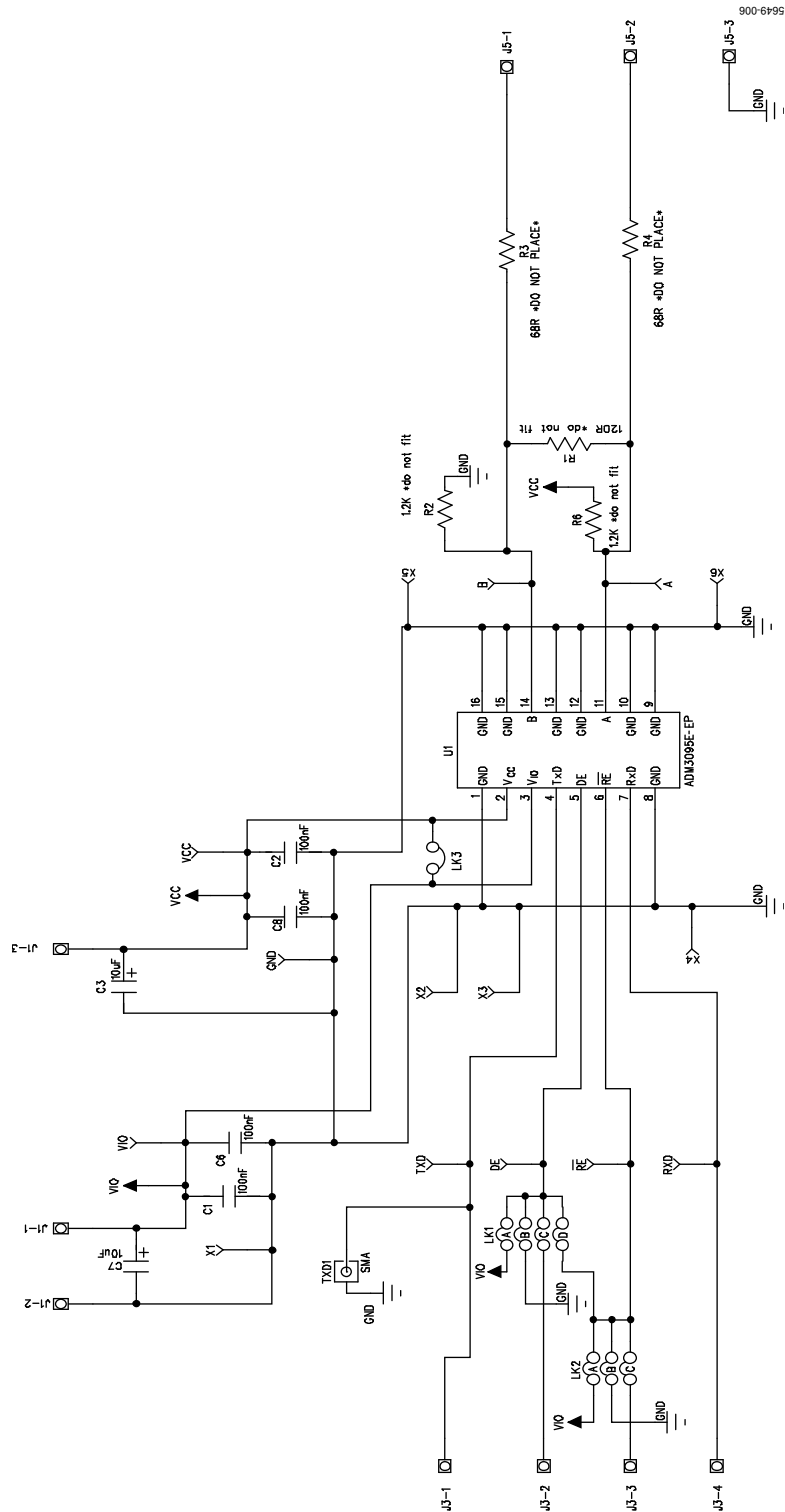 5649-006
J5-1
J5-2
J5-3
GND
R3
68R *DO NOT PLACE*
R4
68R *DO NOT PLACE*
1.2K *do not fit
R2
GND
R1
120R *do not fit
VCC
R6
1.2K *do not fit
X5
B
A
X6
GND
U1
GND 1
VCC 2
VIO 3
TxD 4
DE 5
RE 6
RxD 7
GND 8
16 GND
15 GND
14 B
13 GND
12 GND
11 A
10 GND
9 GND
ADM3095E-EP
VCC
VCC
C2
100nF
C8
100nF
GND
LK3
J1-3
C3
10uF
+
GND
X2
X3
X4
VIO
VIO
C6
100nF
C1
100nF
X1
J1-1
J1-2
C7
10uF
+
TXD1
SMA
GND
TXD
DE
RE
RXD
LK1
A
B
C
D
VIO
GND
LK2
A
B
C
VIO
GND
J3-1
J3-2
J3-3
J3-4